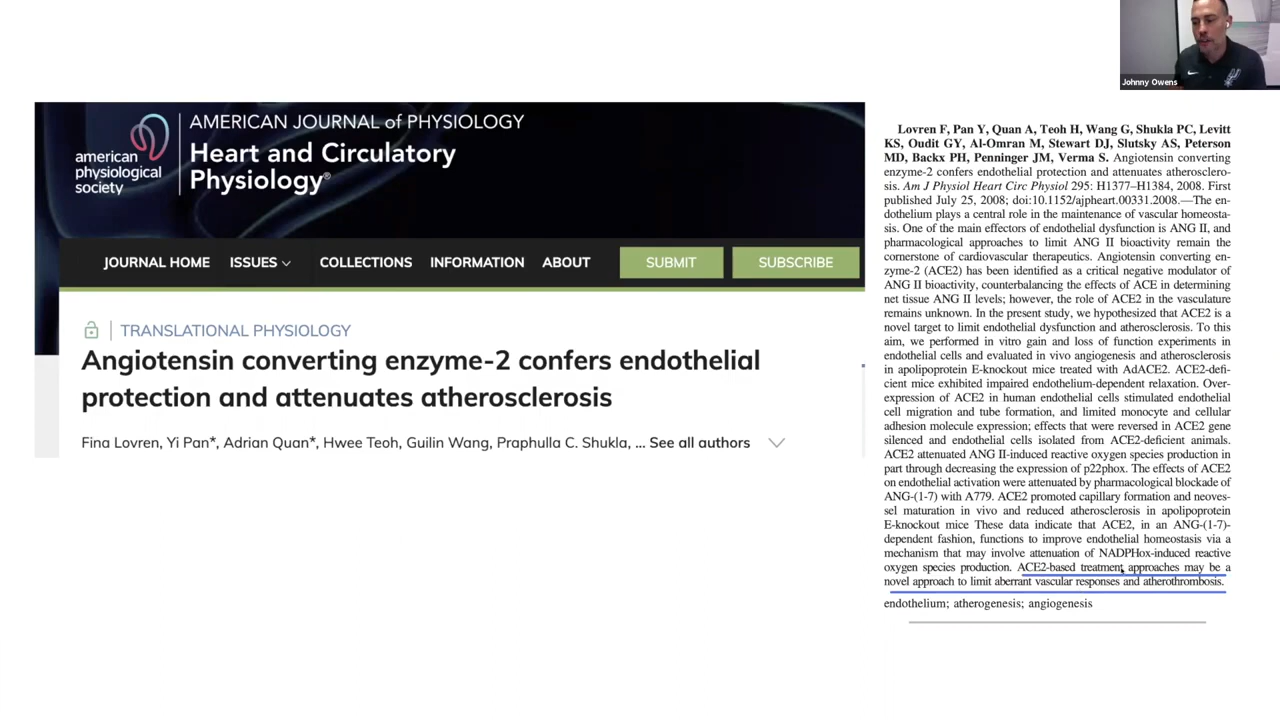 Johnny Owens
american
physiological
society
AMERICAN JOURNAL of PHYSIOLOGY
Heart and Circulatory
Physiology®
JOURNAL HOME ISSUES COLLECTIONS INFORMATION ABOUT SUBMIT SUBSCRIBE
TRANSLATIONAL PHYSIOLOGY
Angiotensin converting enzyme-2 confers endothelial
protection and attenuates atherosclerosis
Fina Lovren, Yi Pan*, Adrian Quan*, Hwee Teoh, Guilin Wang, Praphulla C. Shukla, ... See all authors
Lovren F, Pan Y, Quan A, Teoh H, Wang G, Shukla PC, Levitt
KS, Oudit GY, Al-Omran M, Stewart DJ, Slutsky AS, Peterson
MD, Backx PH, Penninger JM, Verma S. Angiotensin converting
enzyme-2 confers endothelial protection and attenuates atherosclero-
sis. Am J Physiol Heart Circ Physiol 295: H1377–H1384, 2008. First
published July 25, 2008; doi:10.1152/ajpheart.00331.2008.—The en-
dothelium plays a central role in the maintenance of vascular homeosta-
sis. One of the main effectors of endothelial dysfunction is ANG II, and
pharmacological approaches to limit ANG II bioactivity remain the
cornerstone of cardiovascular therapeutics. Angiotensin converting en-
zyme-2 (ACE2) has been identified as a critical negative modulator of
ANG II bioactivity, counterbalancing the effects of ACE in determining
net tissue ANG II levels; however, the role of ACE2 in the vasculature
remains unknown. In the present study, we hypothesized that ACE2 is a
novel target to limit endothelial dysfunction and atherosclerosis. To this
aim, we performed in vitro gain and loss of function experiments in
endothelial cells and evaluated in vivo angiogenesis and atherosclerosis
in apolipoprotein E-knockout mice treated with AdACE2. ACE2-defi-
cient mice exhibited impaired endothelium-dependent relaxation. Over-
expression of ACE2 in human endothelial cells stimulated endothelial
cell migration and tube formation, and limited monocyte and cellular
adhesion molecule expression; effects that were reversed in ACE2 gene
silenced and endothelial cells isolated from ACE2-deficient animals.
ACE2 attenuated ANG II-induced reactive oxygen species production in
part through decreasing the expression of p22phox. The effects of ACE2
on endothelial activation were attenuated by pharmacological blockade of
ANG-(1-7) with A779. ACE2 promoted capillary formation and neoves-
sel maturation in vivo and reduced atherosclerosis in apolipoprotein
E-knockout mice These data indicate that ACE2, in an ANG-(1-7)-
dependent fashion, functions to improve endothelial homeostasis via a
mechanism that may involve attenuation of NADPHox-induced reactive
oxygen species production. ACE2-based treatment approaches may be a
novel approach to limit aberrant vascular responses and atherothrombosis.
endothelium; atherogenesis; angiogenesis